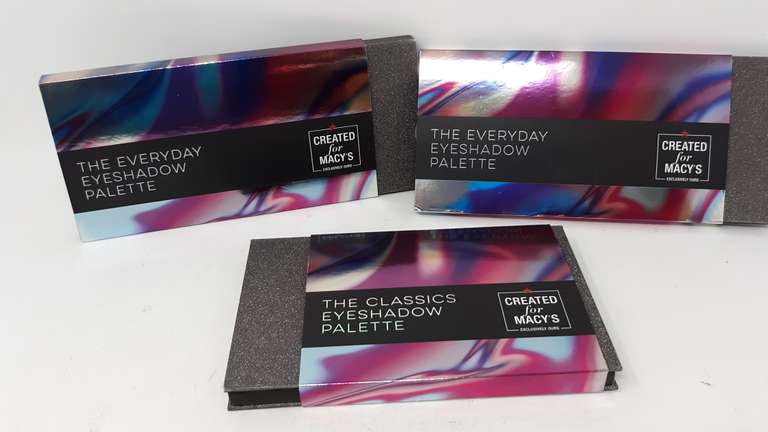 THE EVERYDAY
EYESHADOW
PALETTE
CREATED
for
MACY'S
EXCLUSIVELY OURS
THE EVERYDAY
EYESHADOW
PALETTE
CREATED
for
MACY'S
EXCLUSIVELY OURS
THE CLASSICS
EYESHADOW
PALETTE
CREATED
for
MACY'S
EXCLUSIVELY OURS